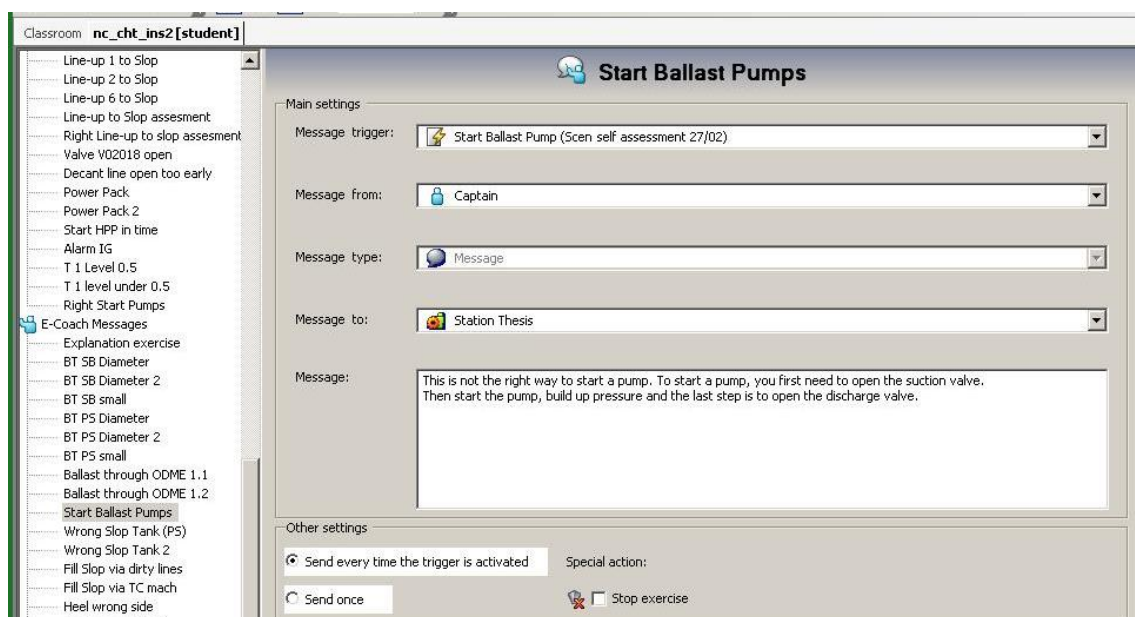 Classroom nc_cht_ins2[student]
Line-up 1 to Slop
Line-up 2 to Slop
Line-up 6 to Slop
Line-up to Slop assesment
Right Line-up to slop assesment
Valve V02018 open
Decant line open too early
Power Pack
Power Pack 2
Start HPP in time
Alarm IG
T 1 Level 0.5
T 1 level under 0.5
Right Start Pumps
E-Coach Messages
Explanation exercise
BT SB Diameter
BT SB Diameter 2
BT SB small
BT PS Diameter
BT PS Diameter 2
BT PS small
Ballast through ODME 1.1
Ballast through ODME 1.2
Start Ballast Pumps
Wrong Slop Tank (PS)
Wrong Slop Tank 2
Fill Slop via dirty lines
Fill Slop via TC mach
Heel wrong side
Start Ballast Pumps
Main settings
Message trigger: Start Ballast Pump (Scen self assessment 27/02)
Message from: Captain
Message type: Message
Message to: Station Thesis
Message: This is not the right way to start a pump. To start a pump, you first need to open the suction valve.
Then start the pump, build up pressure and the last step is to open the discharge valve.
Other settings
Send every time the trigger is activated Special action:
Send once Stop exercise